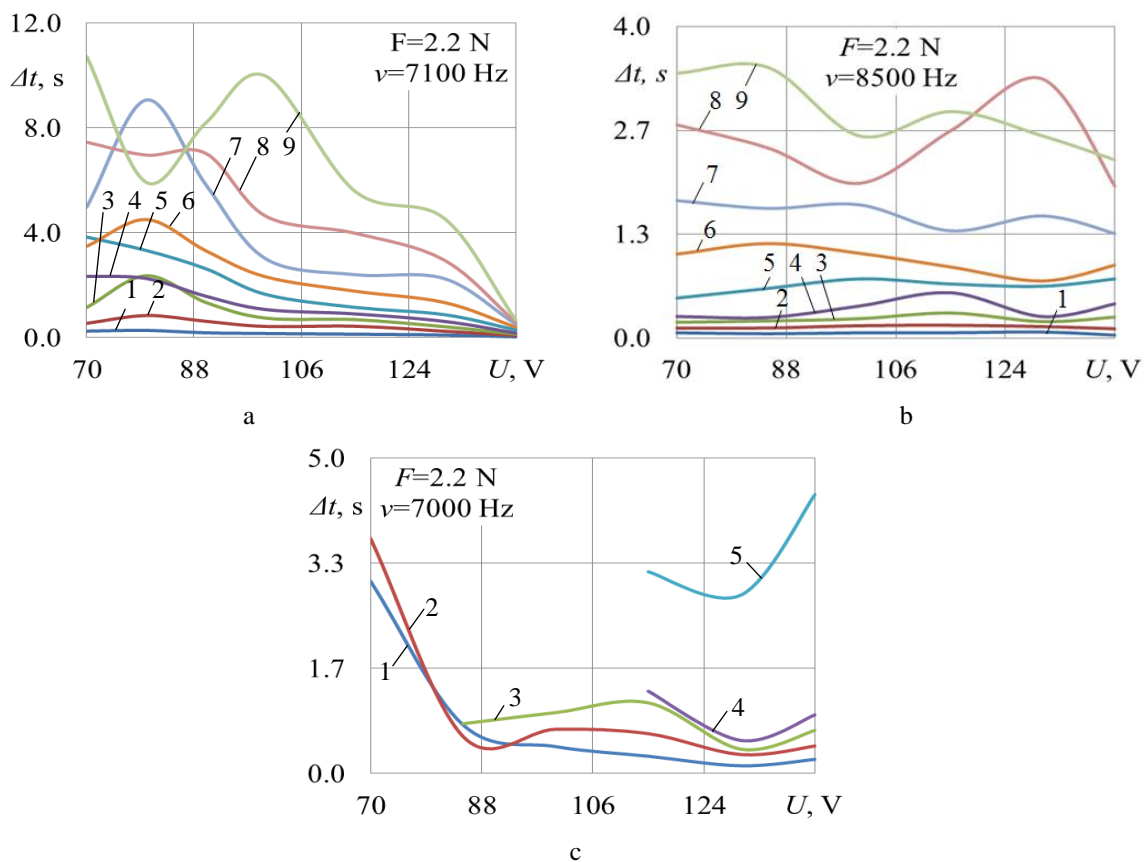 12.0
Δt, s
8.0
4.0
0.0
F=2.2 N
ν=7100 Hz
7 8 9
3 4 5 6
1 2
70 88 106 124 U, V
a
4.0
Δt, s
2.7
1.3
0.0
F=2.2 N
ν=8500 Hz
8 9
7
6
5 4 3
2 1
70 88 106 124 U, V
b
5.0
Δt, s
3.3
1.7
0.0
F=2.2 N
ν=7000 Hz
5
2
1
3
4
70 88 106 124 U, V
c